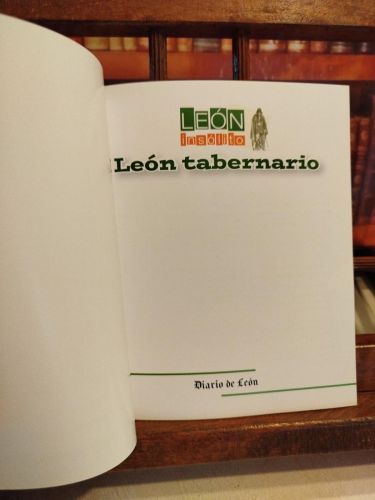 LEÓN
insólito
León tabernario
Diario de León